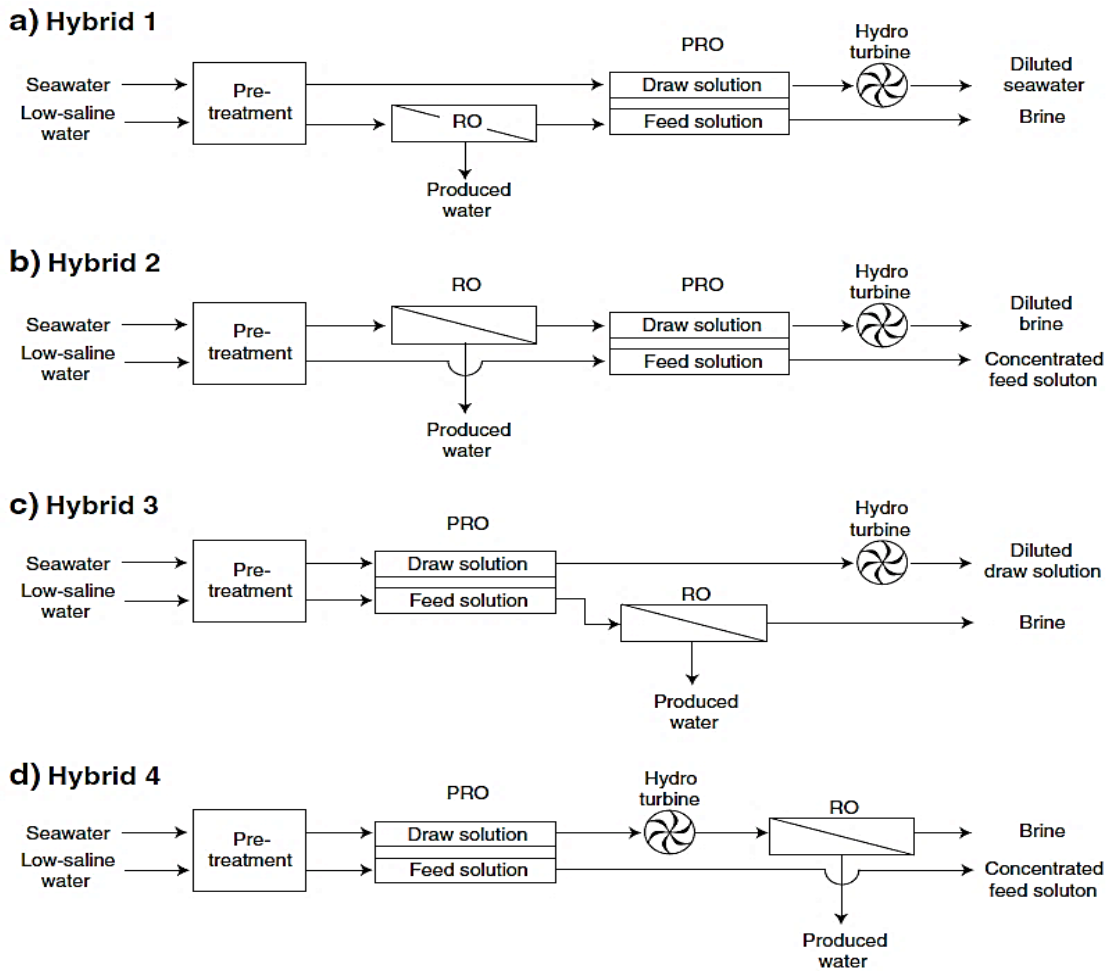 a) Hybrid 1
PRO
Hydro
turbine
Seawater
Low-saline
water
Pre-
treatment
RO
Draw solution
Feed solution
Diluted
seawater
Brine
Produced
water
b) Hybrid 2
RO
PRO
Hydro
turbine
Seawater
Low-saline
water
Pre-
treatment
Draw solution
Feed solution
Diluted
brine
Concentrated
feed soluton
Produced
water
c) Hybrid 3
PRO
Hydro
turbine
Seawater
Low-saline
water
Pre-
treatment
Draw solution
Feed solution
RO
Diluted
draw solution
Brine
Produced
water
d) Hybrid 4
PRO
Hydro
turbine
RO
Seawater
Low-saline
water
Pre-
treatment
Draw solution
Feed solution
Brine
Concentrated
feed soluton
Produced
water